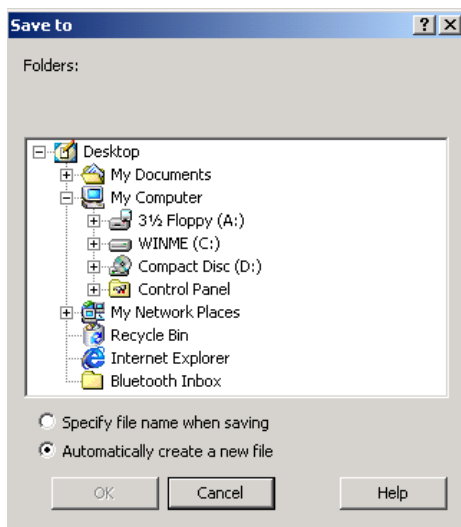 Save to
Folders:
Desktop
My Documents
My Computer
3½ Floppy (A:)
WINME (C:)
Compact Disc (D:)
Control Panel
My Network Places
Recycle Bin
Internet Explorer
Bluetooth Inbox
Specify file name when saving
Automatically create a new file
OK Cancel Help